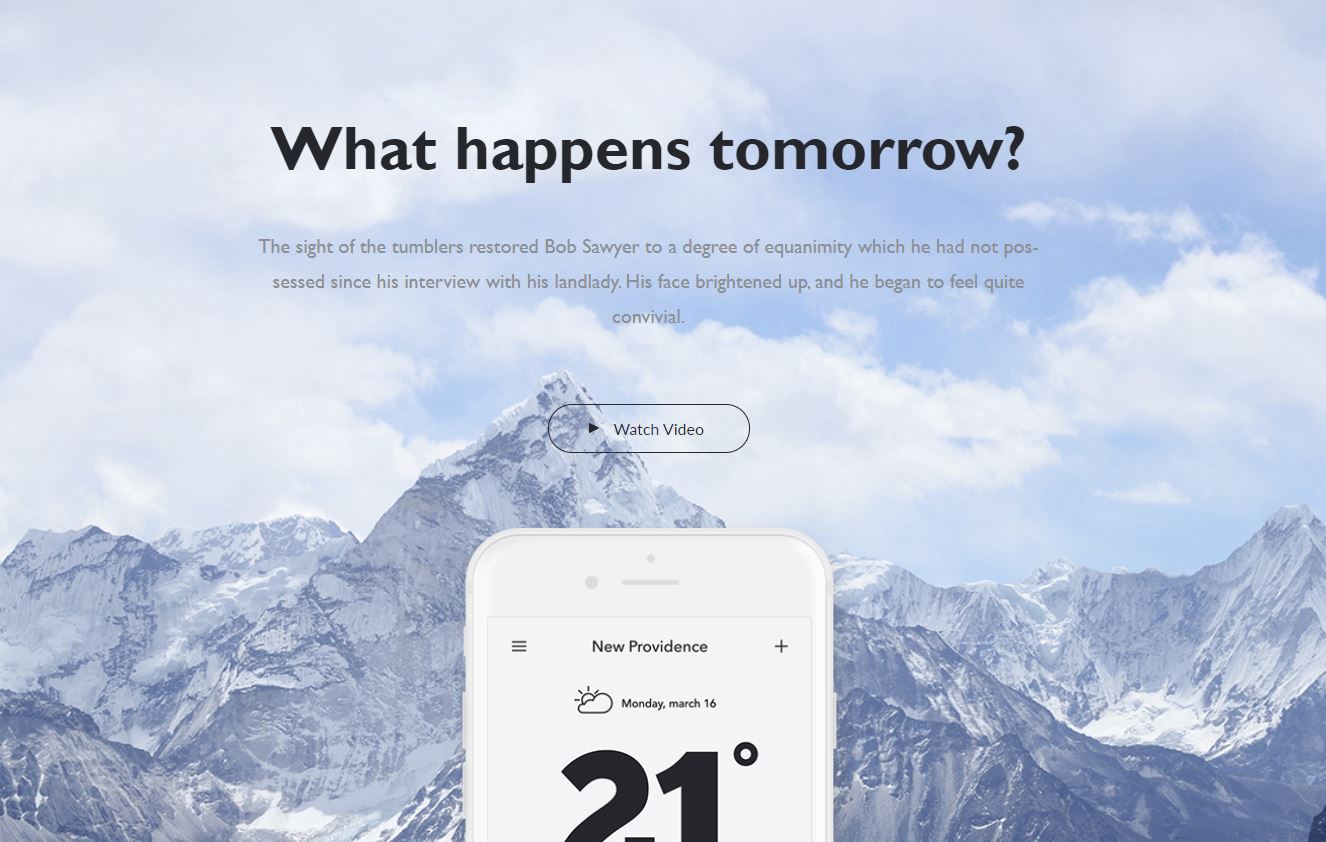 What happens tomorrow?
The sight of the tumblers restored Bob Sawyer to a degree of equanimity which he had not pos-
sessed since his interview with his landlady. His face brightened up, and he began to feel quite
convivial.
Watch Video
New Providence
Monday, march 16
21°